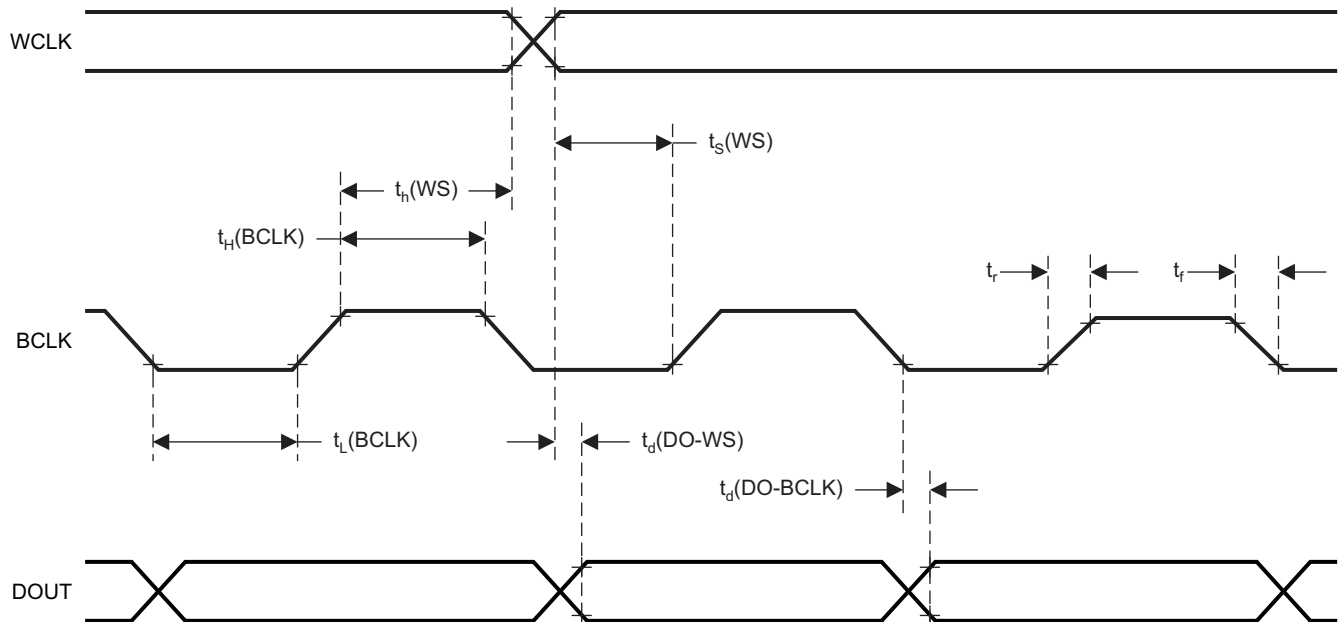 WCLK
t_S(WS)
t_h(WS)
t_H(BCLK)
t_r
t_f
BCLK
t_L(BCLK)
t_d(DO-WS)
t_d(DO-BCLK)
DOUT